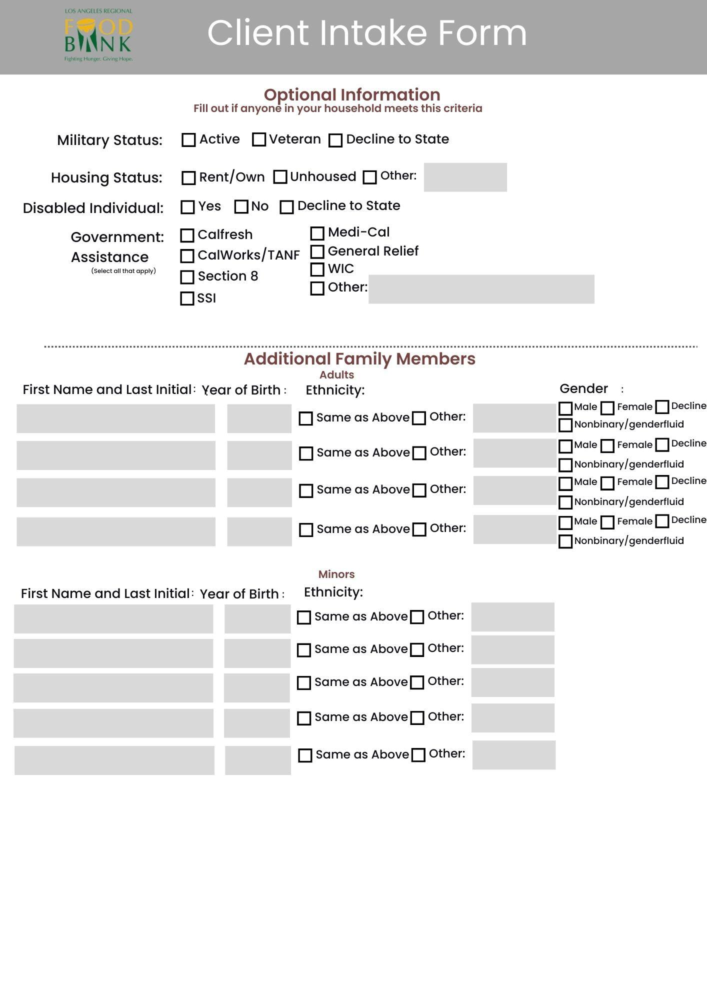 LOS ANGELES REGIONAL
FOOD
BANK
Fighting Hunger. Giving Hope.
Client Intake Form
Optional Information
Fill out if anyone in your household meets this criteria
Military Status: Active Veteran Decline to State
Housing Status: Rent/Own Unhoused Other:
Disabled Individual: Yes No Decline to State
Government: Calfresh Medi-Cal
Assistance CalWorks/TANF General Relief
(Select all that apply) Section 8 WIC
SSI Other:
Additional Family Members
Adults
First Name and Last Initial: Year of Birth : Ethnicity: Gender :
Same as Above Other: Male Female Decline
Nonbinary/genderfluid
Same as Above Other: Male Female Decline
Nonbinary/genderfluid
Same as Above Other: Male Female Decline
Nonbinary/genderfluid
Same as Above Other: Male Female Decline
Nonbinary/genderfluid
Minors
First Name and Last Initial: Year of Birth : Ethnicity:
Same as Above Other:
Same as Above Other:
Same as Above Other:
Same as Above Other:
Same as Above Other: